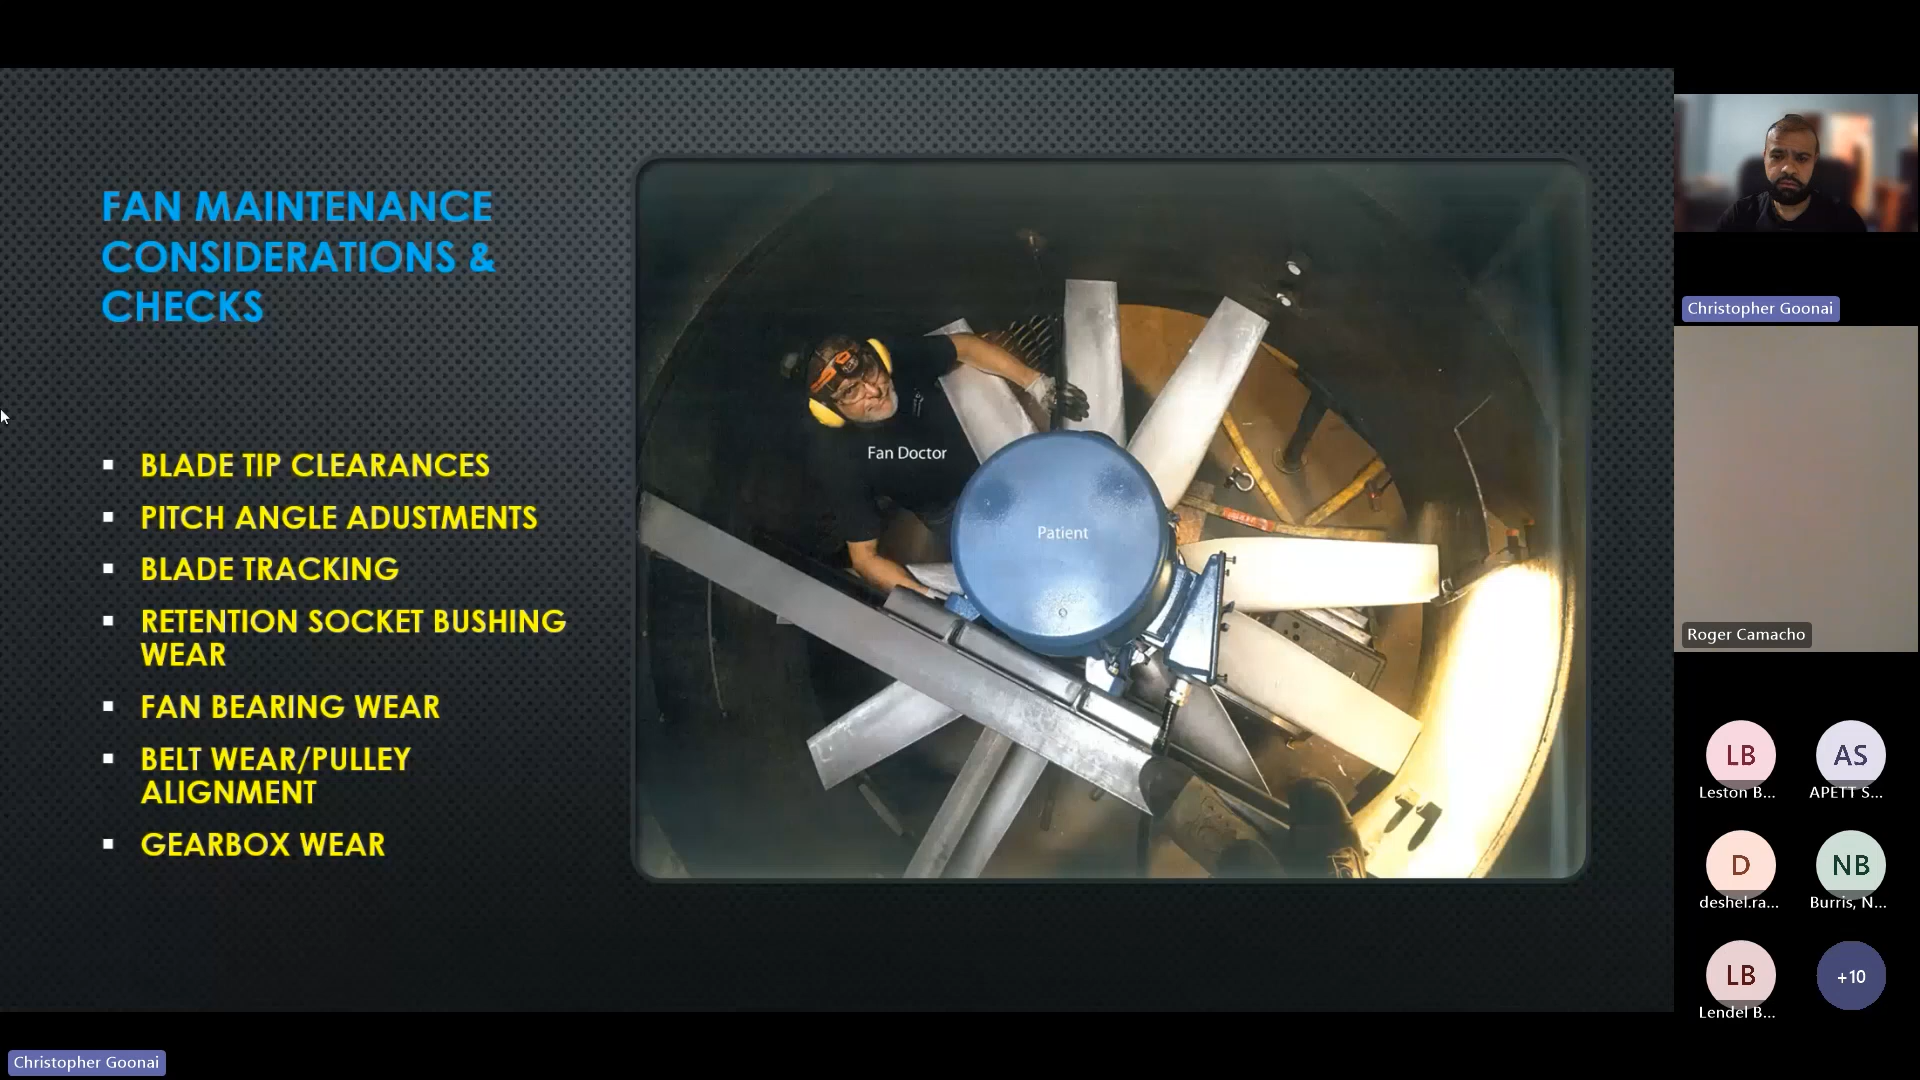 FAN MAINTENANCE
CONSIDERATIONS &
CHECKS
▪ BLADE TIP CLEARANCES
▪ PITCH ANGLE ADUSTMENTS
▪ BLADE TRACKING
▪ RETENTION SOCKET BUSHING
WEAR
▪ FAN BEARING WEAR
▪ BELT WEAR/PULLEY
ALIGNMENT
▪ GEARBOX WEAR
Fan Doctor
Patient
Christopher Goonai
Roger Camacho
LB
Leston B...
AS
APETT S...
D
deshel.ra...
NB
Burris, N...
LB
Lendel B...
+10
Christopher Goonai